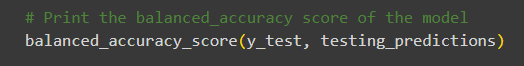 # Print the balanced_accuracy score of the model
balanced_accuracy_score(y_test, testing_predictions)